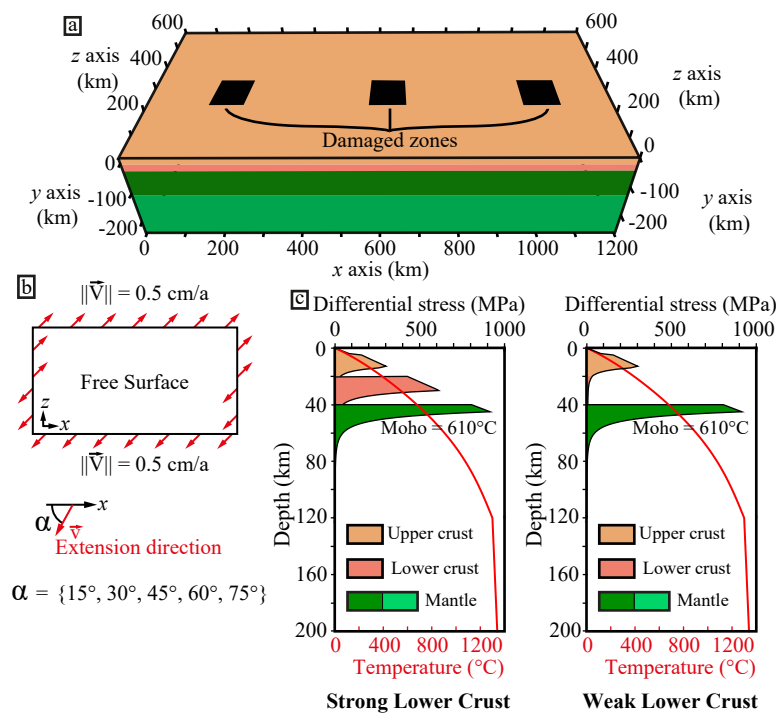 a
600
600
z axis
(km)
400
200
0
z axis
(km)
400
200
0
Damaged zones
y axis
(km)
-100
-200
y axis
(km)
-100
-200
0
200
400
600
800
1000
1200
x axis (km)
b
||V⃗|| = 0.5 cm/a
Free Surface
z
x
||V⃗|| = 0.5 cm/a
x
α
v⃗
Extension direction
α = {15°, 30°, 45°, 60°, 75°}
c
Differential stress (MPa)
0 500 1000
Depth (km)
0
40
80
120
160
200
Moho = 610°C
Upper crust
Lower crust
Mantle
0 400 800 1200
Temperature (°C)
Strong Lower Crust
Differential stress (MPa)
0 500 1000
Depth (km)
0
40
80
120
160
200
Moho = 610°C
Upper crust
Lower crust
Mantle
0 400 800 1200
Temperature (°C)
Weak Lower Crust